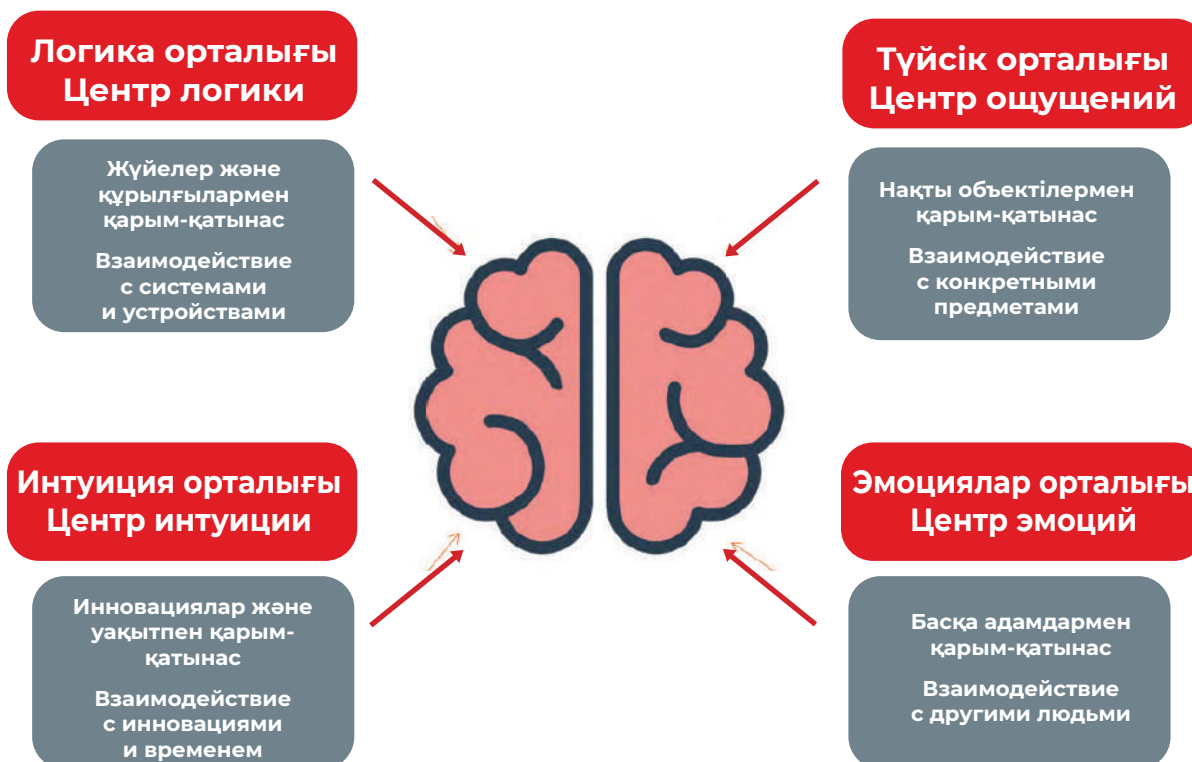 Логика орталығы
Центр логики
Жүйелер және
құрылғылармен
қарым-қатынас
Взаимодействие
с системами
и устройствами
Түйсік орталығы
Центр ощущений
Нақты объектілермен
қарым-қатынас
Взаимодействие
с конкретными
предметами
Интуиция орталығы
Центр интуиции
Инновациялар және
уақытпен қарым-
қатынас
Взаимодействие
с инновациями
и временем
Эмоциялар орталығы
Центр эмоций
Басқа адамдармен
қарым-қатынас
Взаимодействие
с другими людьми